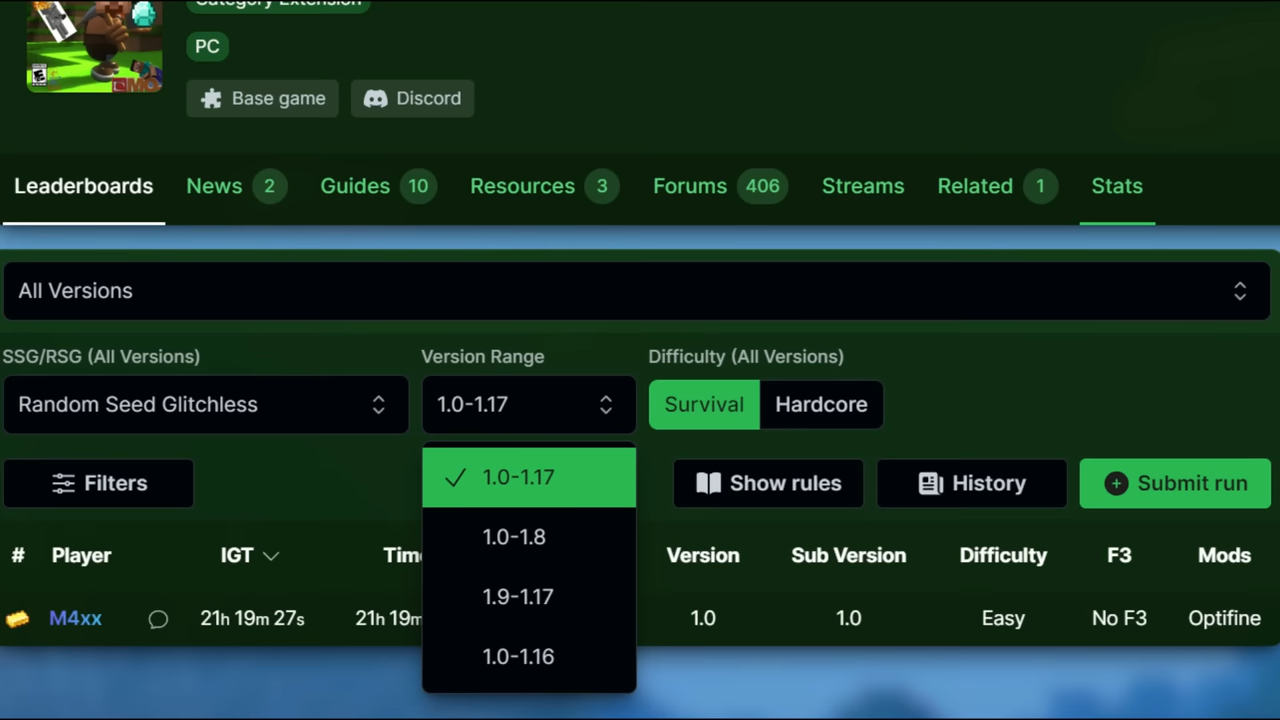 Category Extension
PC
Base game Discord
Leaderboards News 2 Guides 10 Resources 3 Forums 406 Streams Related 1 Stats
All Versions
SSG/RSG (All Versions) Version Range Difficulty (All Versions)
Random Seed Glitchless 1.0-1.17 Survival Hardcore
Filters 1.0-1.17 Show rules History Submit run
1.0-1.8
# Player IGT Version Sub Version Difficulty F3 Mods
1.9-1.17
M4xx 21h 19m 27s 21h 19m 1.0 1.0 Easy No F3 Optifine
1.0-1.16